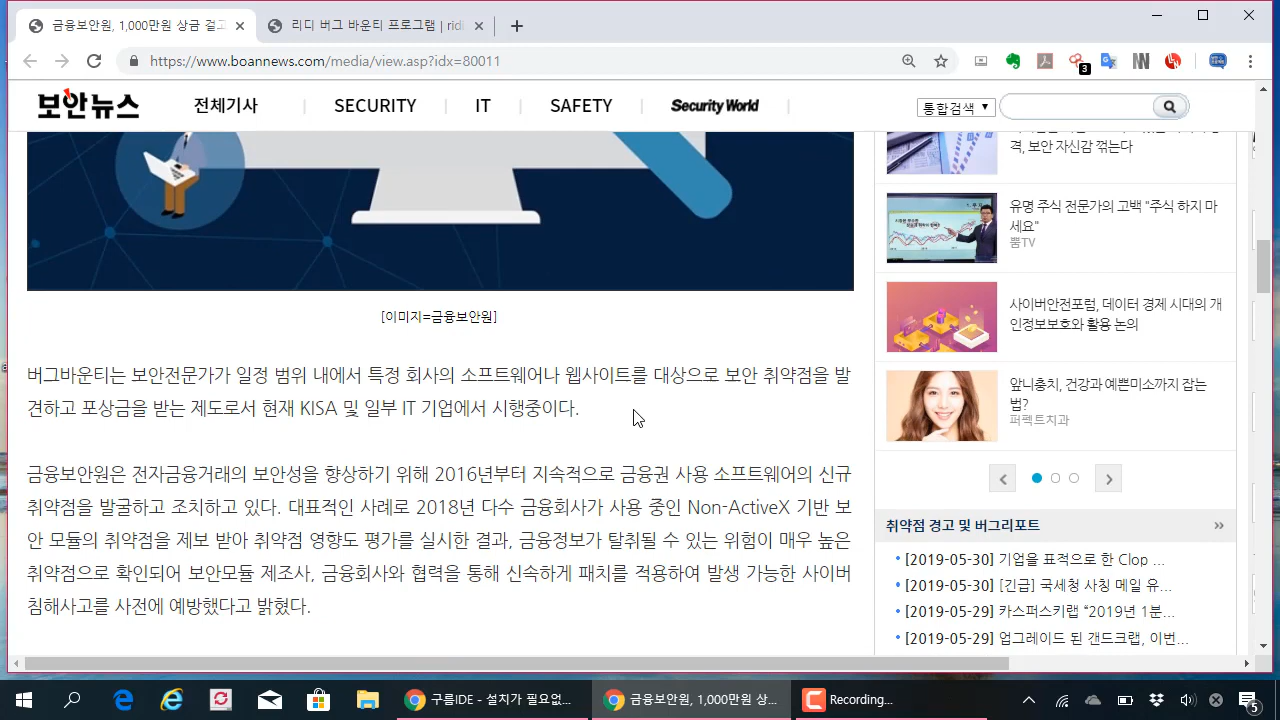 금융보안원, 1,000만원 상금 걸고
리디 버그 바운티 프로그램 | rid
https://www.boannews.com/media/view.asp?idx=80011
3
보안뉴스
전체기사
SECURITY
IT
SAFETY
Security World
통합검색
격, 보안 자신감 꺾는다
유명 주식 전문가의 고백 "주식 하지 마
세요"
뿜TV
[이미지=금융보안원]
사이버안전포럼, 데이터 경제 시대의 개
인정보보호와 활용 논의
버그바운티는 보안전문가가 일정 범위 내에서 특정 회사의 소프트웨어나 웹사이트를 대상으로 보안 취약점을 발
견하고 포상금을 받는 제도로서 현재 KISA 및 일부 IT 기업에서 시행중이다.
앞니충치, 건강과 예쁜미소까지 잡는
법?
퍼펙트치과
금융보안원은 전자금융거래의 보안성을 향상하기 위해 2016년부터 지속적으로 금융권 사용 소프트웨어의 신규
취약점을 발굴하고 조치하고 있다. 대표적인 사례로 2018년 다수 금융회사가 사용 중인 Non-ActiveX 기반 보
안 모듈의 취약점을 제보 받아 취약점 영향도 평가를 실시한 결과, 금융정보가 탈취될 수 있는 위험이 매우 높은
취약점으로 확인되어 보안모듈 제조사, 금융회사와 협력을 통해 신속하게 패치를 적용하여 발생 가능한 사이버
침해사고를 사전에 예방했다고 밝혔다.
취약점 경고 및 버그리포트
[2019-05-30] 기업을 표적으로 한 Clop ...
[2019-05-30] [긴급] 국세청 사칭 메일 유...
[2019-05-29] 카스퍼스키랩 “2019년 1분...
[2019-05-29] 업그레이드 된 갠드크랩, 이번...
구름IDE - 설치가 필요없...
금융보안원, 1,000만원 상...
Recording...
5